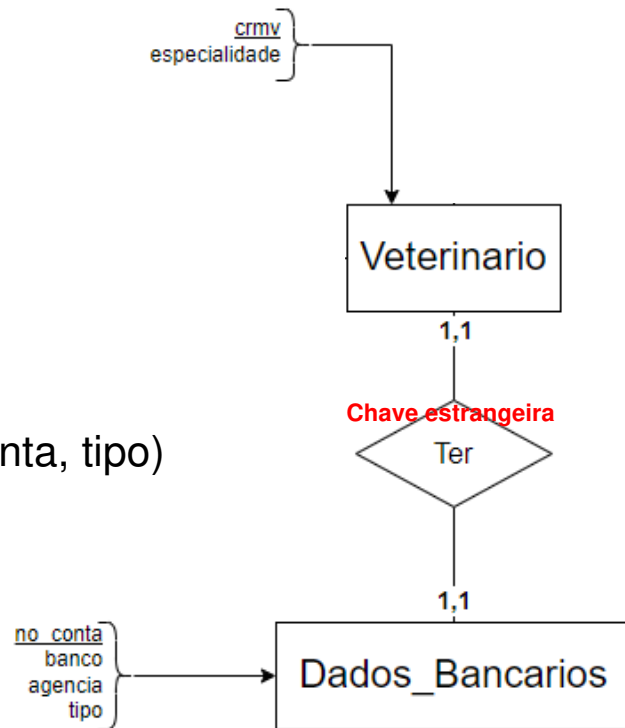 crmv
especialidade
Veterinario
1,1
Chave estrangeira
Ter
nta, tipo)
1,1
no_conta
banco
agencia
tipo
Dados_Bancarios